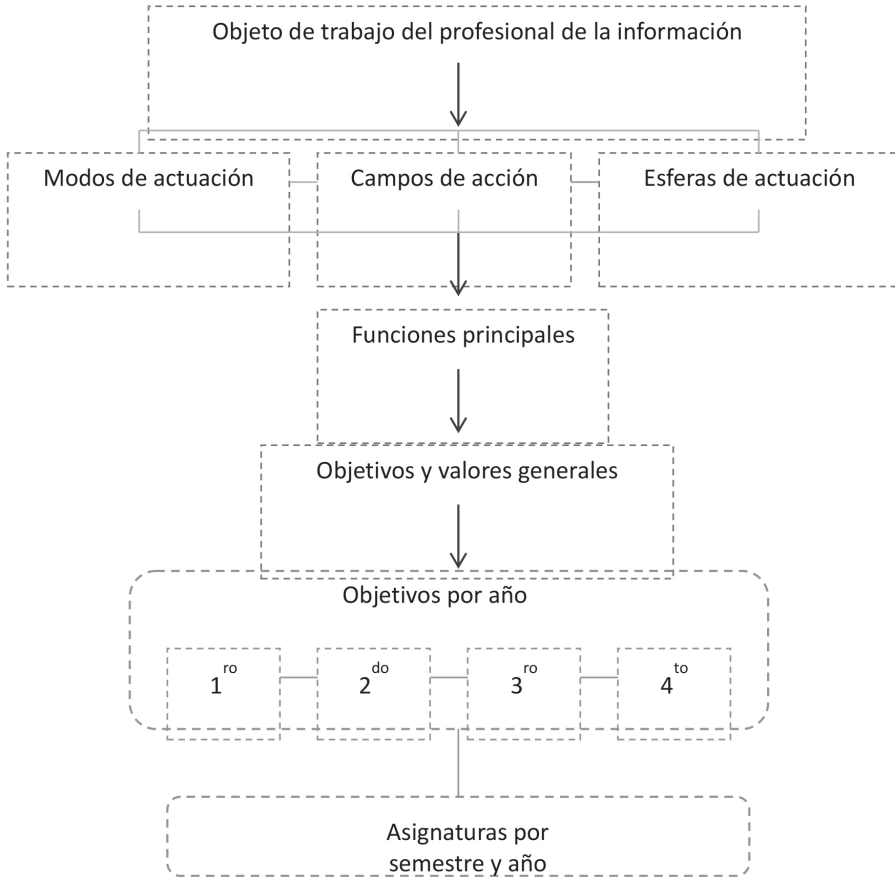 Objeto de trabajo del profesional de la información
Modos de actuación
Campos de acción
Esferas de actuación
Funciones principales
Objetivos y valores generales
Objetivos por año
1ro
2do
3ro
4to
Asignaturas por
semestre y año